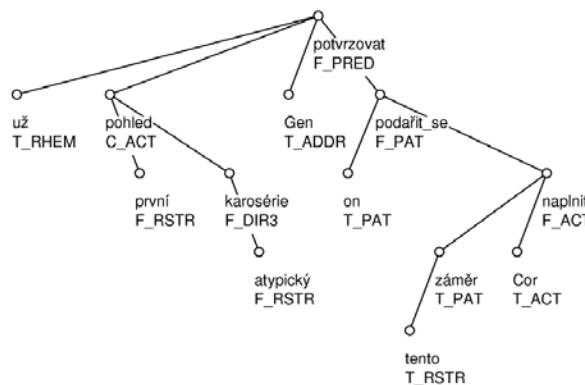 potvrzovat
F_PRED
už
T_RHEM
pohled
C_ACT
Gen
T_ADDR
podařit_se
F_PAT
první
F_RSTR
karosérie
F_DIR3
on
T_PAT
naplnit
F_ACT
atypický
F_RSTR
záměr
T_PAT
Cor
T_ACT
tento
T_RSTR